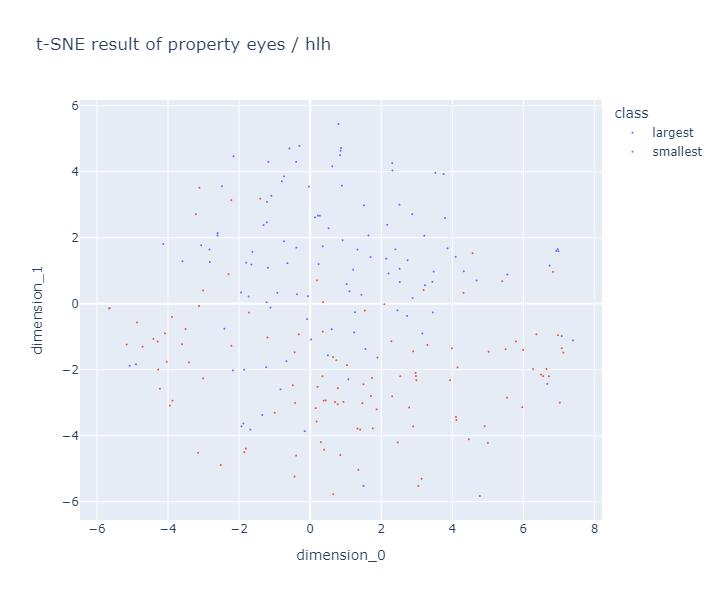 t-SNE result of property eyes / hlh
class
largest
smallest
6
4
2
0
−2
−4
−6
dimension_1
−6
−4
−2
0
2
4
6
8
dimension_0